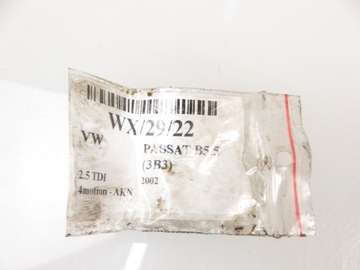 WX/29/22
VW
PASSAT B5.5
(3B3)
2.5 TDI
2002
4motion - AKN